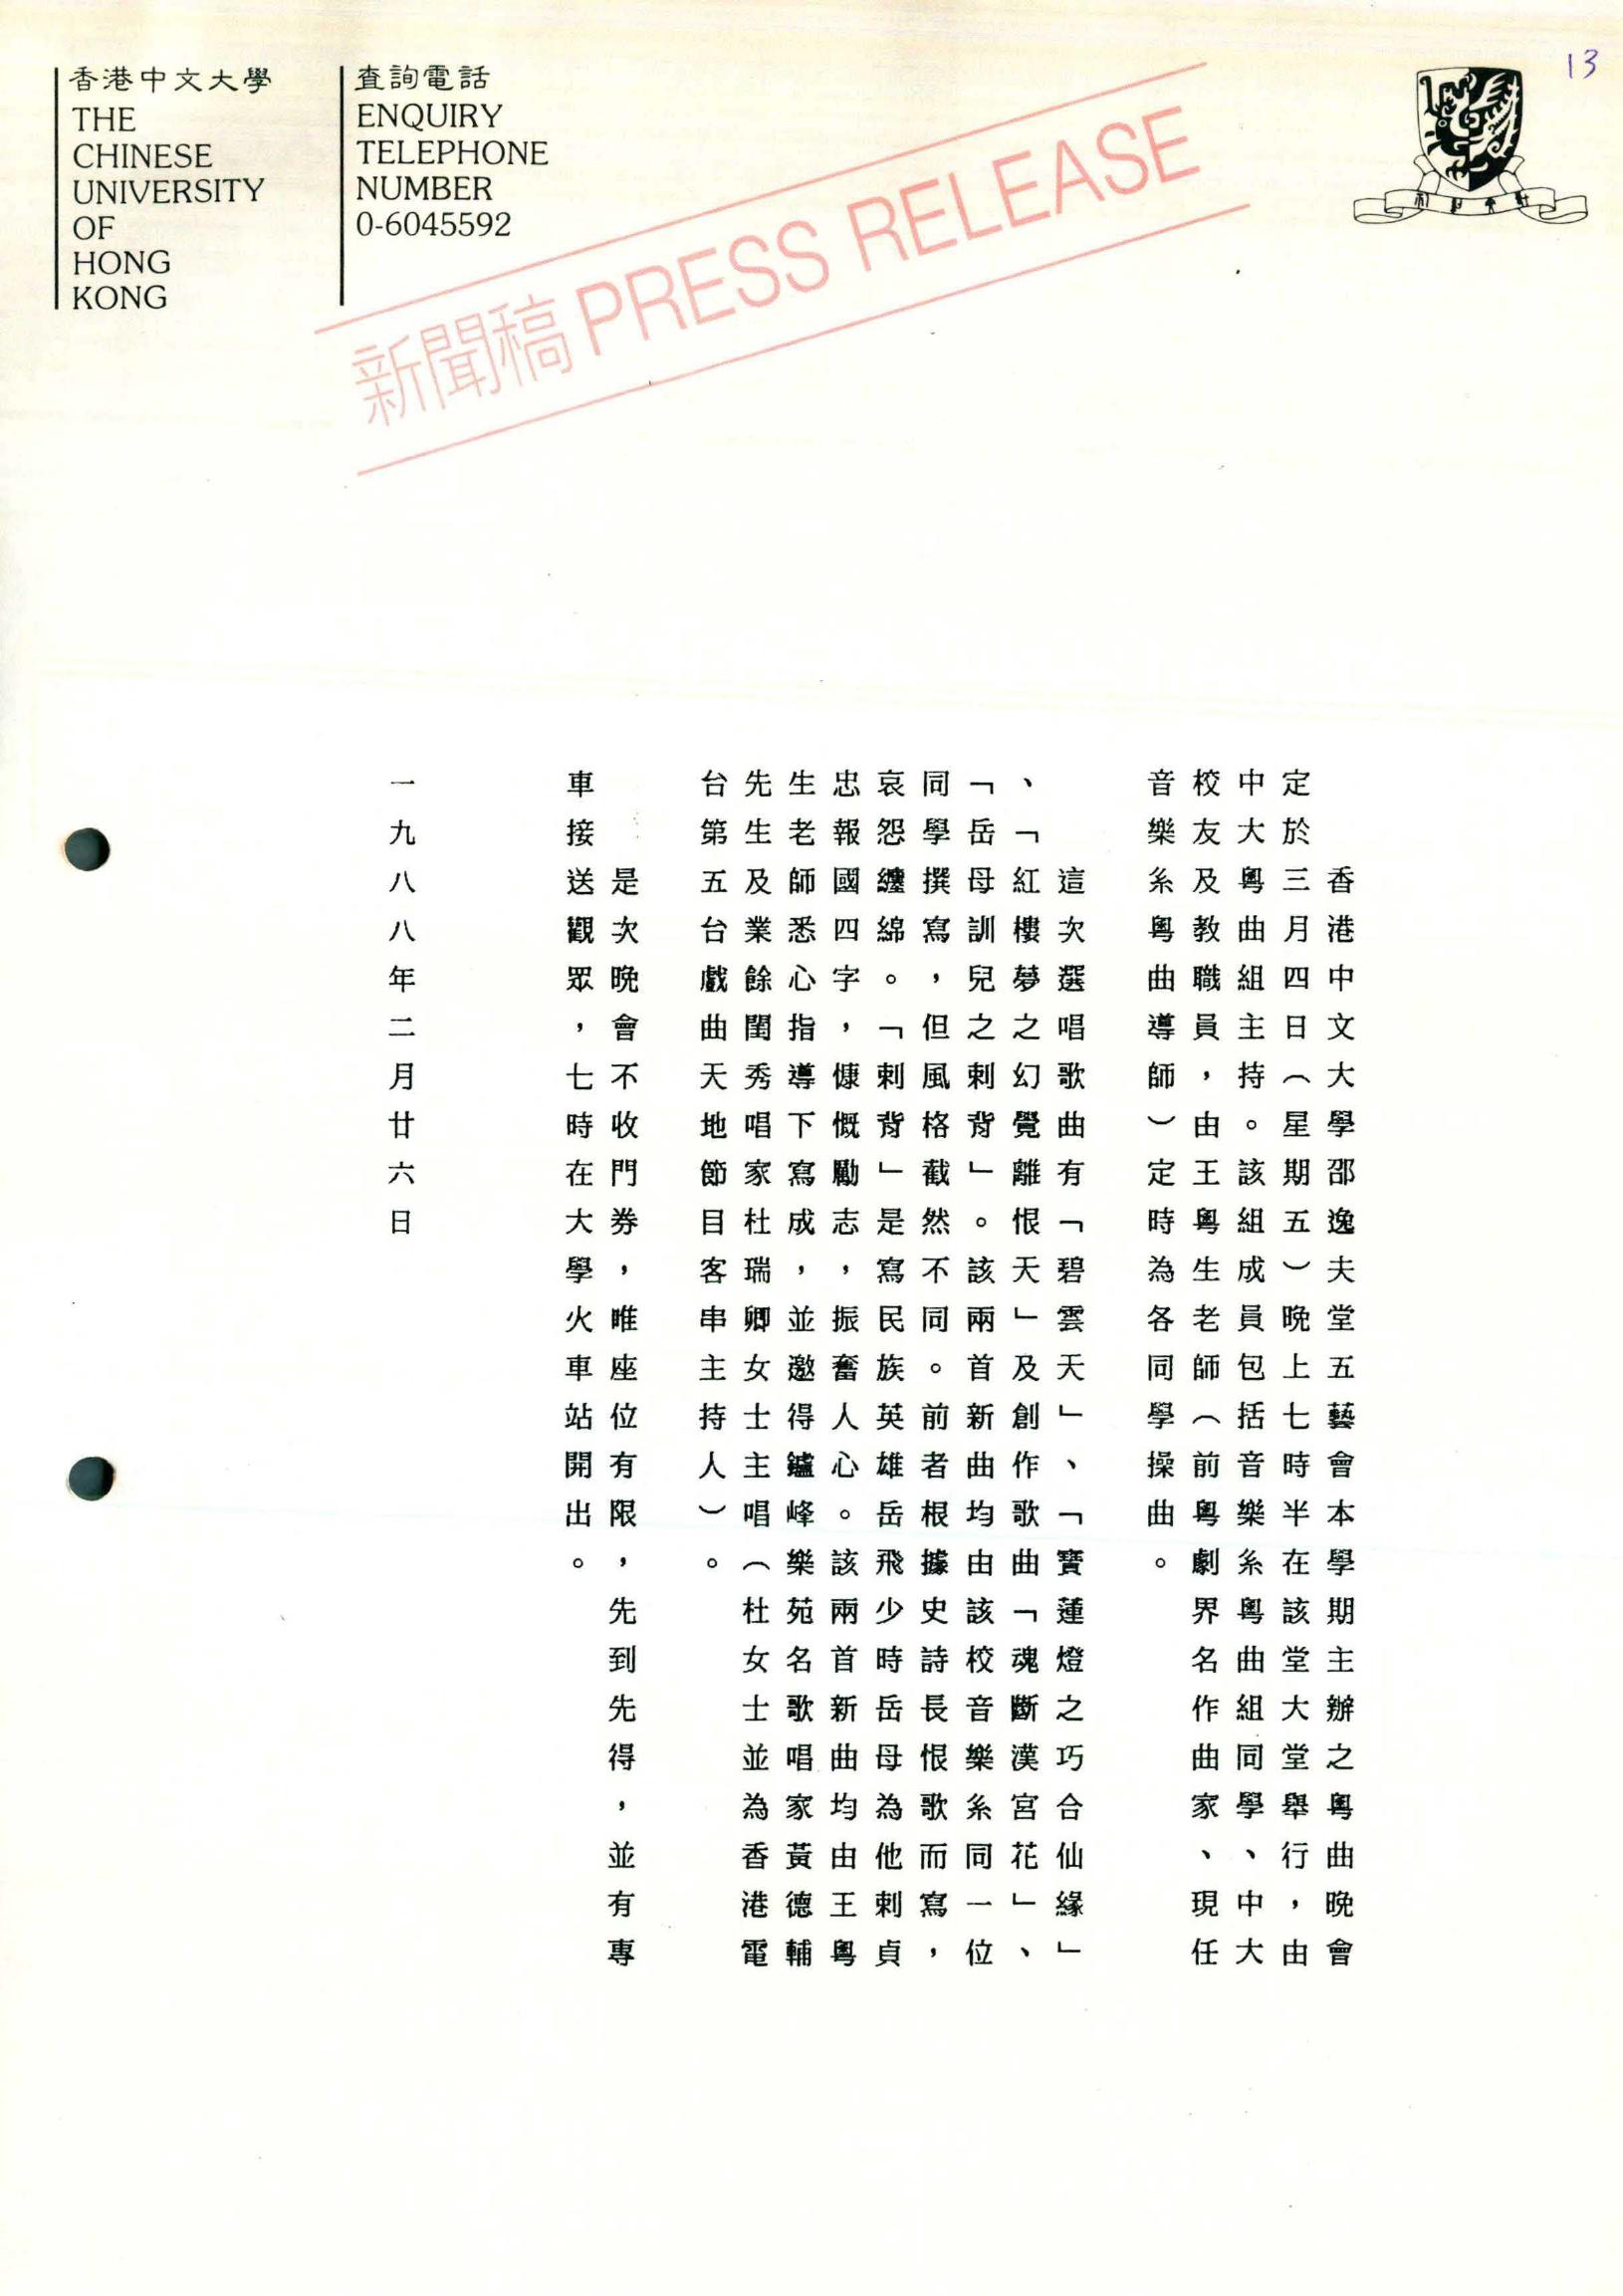 13
香港中文大學
THE
CHINESE
UNIVERSITY
OF
HONG
KONG
查詢電話
ENQUIRY
TELEPHONE
NUMBER
0-6045592
新聞稿 PRESS RELEASE
香港中文大學邵逸夫堂五藝會本學期主辦之粵曲晚會
定於三月四日（星期五）晚上七時半在該堂大堂舉行，由
中大粵曲組主持。該組成員包括音樂系粵曲組同學、中大
校友及教職員，由王粵生老師（前粵劇界名作曲家、現任
音樂系粵曲導師）定時為各同學操曲。
這次選唱歌曲有「碧雲天」、「寶蓮燈之巧合仙緣」
、「紅樓夢之幻覺離恨天」及創作歌曲「魂斷漢宮花」、
「岳母訓兒之刺背」。該兩首新曲均由該校音樂系同一位
同學撰寫，但風格截然不同。前者根據史詩長恨歌而寫，
哀怨纏綿。「刺背」是寫民族英雄岳飛少時岳母為他刺貞
忠報國四字，慷慨勵志，振奮人心。該兩首新曲均由王粵
生老師悉心指導下寫成，並邀得鑪峰樂苑名歌唱家黃德輔
先生及業餘閨秀唱家杜瑞卿女士主唱（杜女士並為香港電
台第五台戲曲天地節目客串主持人）。
是次晚會不收門券，唯座位有限，先到先得，並有專
車接送觀眾，七時在大學火車站開出。
一九八八年二月廿六日